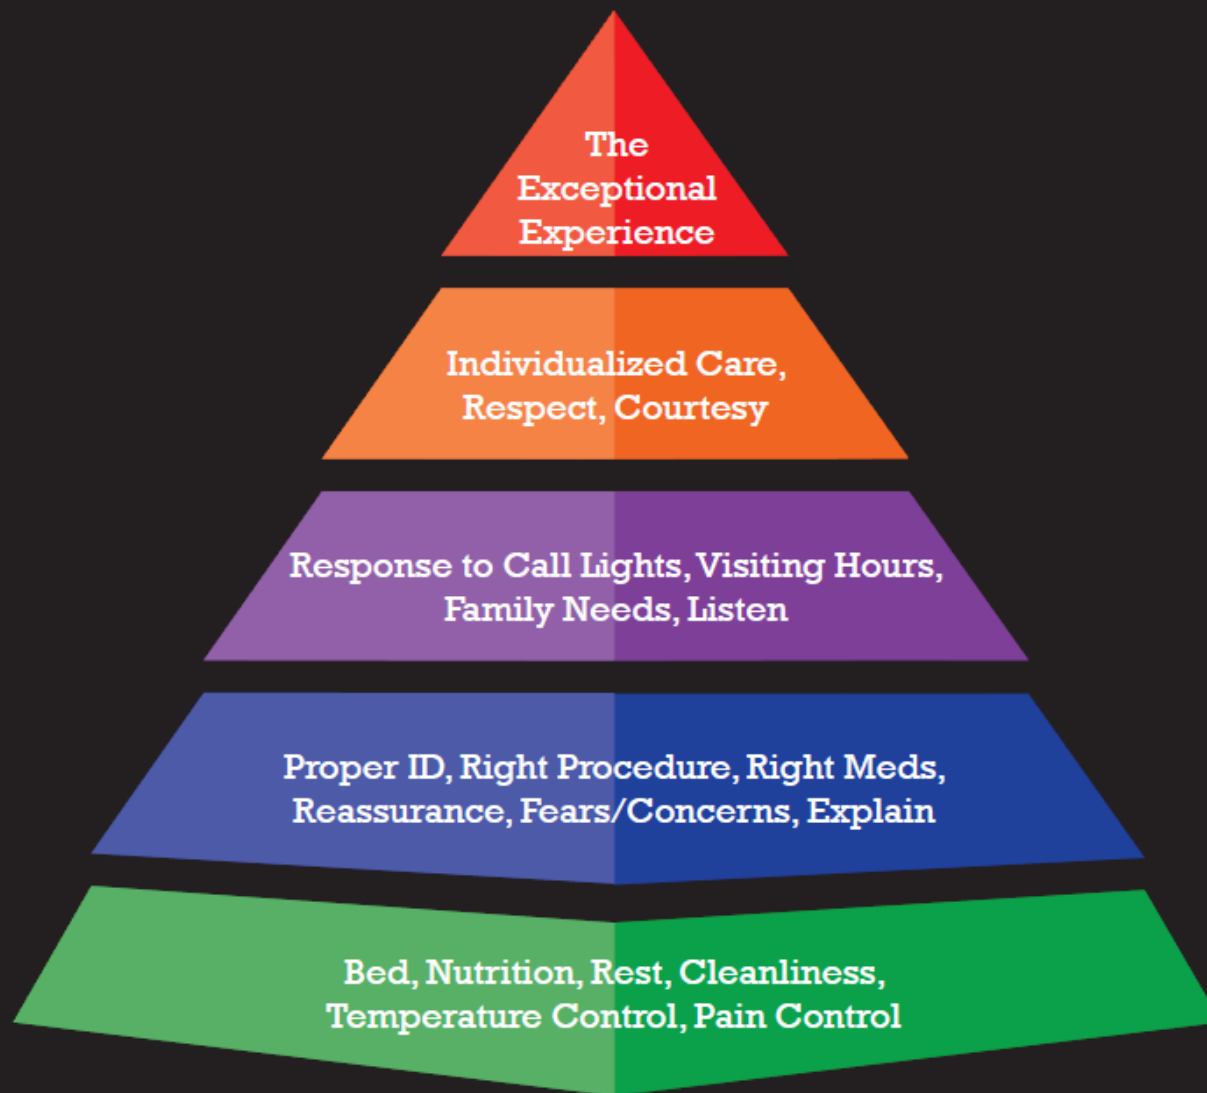 The
Exceptional
Experience
Individualized Care,
Respect, Courtesy
Response to Call Lights, Visiting Hours,
Family Needs, Listen
Proper ID, Right Procedure, Right Meds,
Reassurance, Fears/Concerns, Explain
Bed, Nutrition, Rest, Cleanliness,
Temperature Control, Pain Control